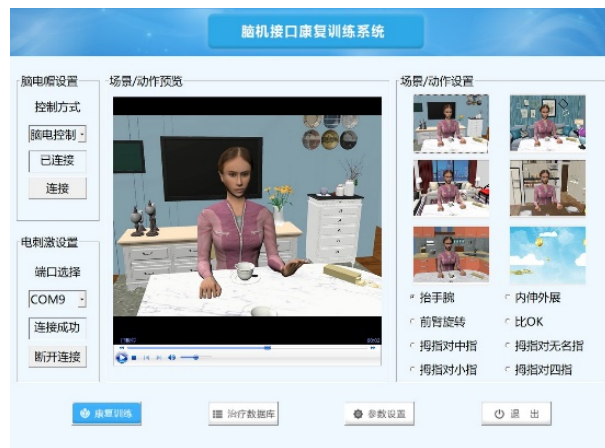 脑机接口康复训练系统
脑电帽设置
控制方式
脑电控制
已连接
连接
电刺激设置
端口选择
COM9
连接成功
断开连接
场景/动作预览
00:02
场景/动作设置
抬手腕
内伸外展
前臂旋转
比OK
拇指对中指
拇指对无名指
拇指对小指
拇指对四指
康复训练
治疗数据库
参数设置
退 出